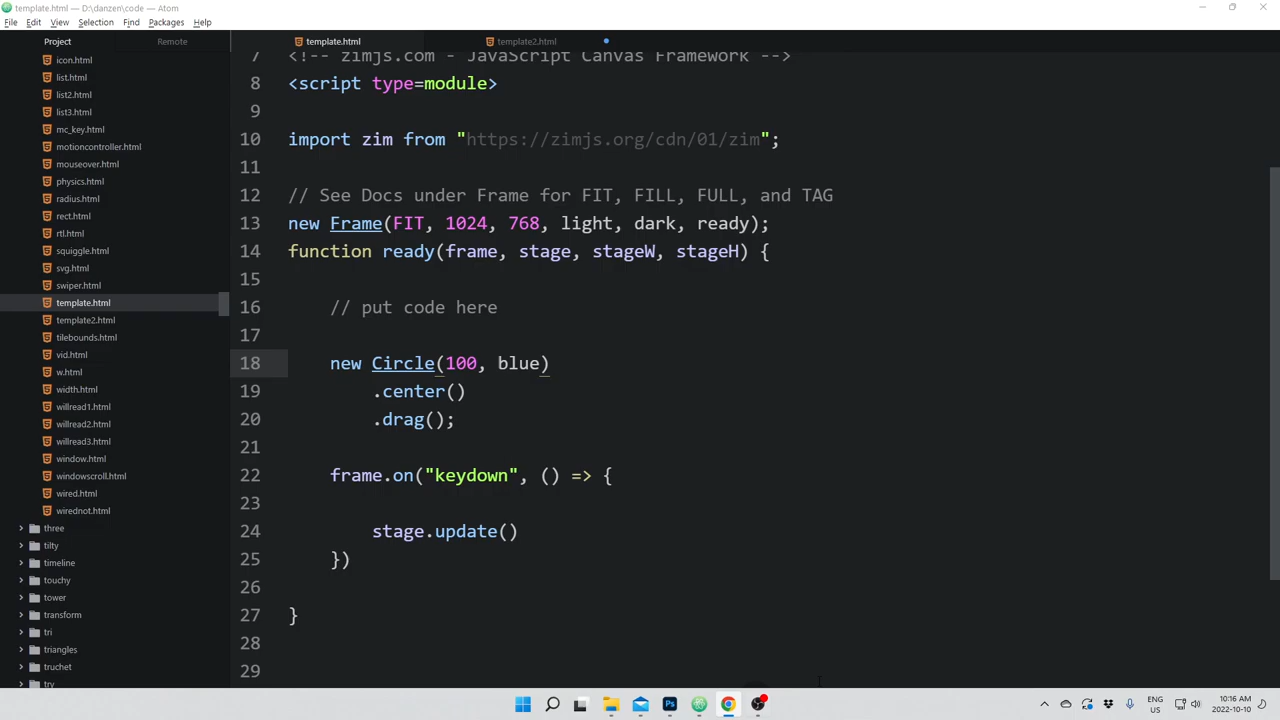 template.html — D:\danzen\code — Atom
File Edit View Selection Find Packages Help
Project Remote template.html template2.html
icon.html
list.html
list2.html
list3.html
mc_key.html
motioncontroller.html
mouseover.html
physics.html
radius.html
rect.html
rtl.html
squiggle.html
svg.html
swiper.html
template.html
template2.html
tilebounds.html
vid.html
w.html
width.html
willread1.html
willread2.html
willread3.html
window.html
windowscroll.html
wired.html
wirednot.html
three
tilty
timeline
touchy
tower
transform
tri
triangles
truchet
try
7 <!-- zimjs.com - JavaScript Canvas Framework -->
8 <script type=module>
9
10 import zim from "https://zimjs.org/cdn/01/zim";
11
12 // See Docs under Frame for FIT, FILL, FULL, and TAG
13 new Frame(FIT, 1024, 768, light, dark, ready);
14 function ready(frame, stage, stageW, stageH) {
15
16 // put code here
17
18 new Circle(100, blue)
19 .center()
20 .drag();
21
22 frame.on("keydown", () => {
23
24 stage.update()
25 })
26
27 }
28
29
ENG
US
10:16 AM
2022-10-10